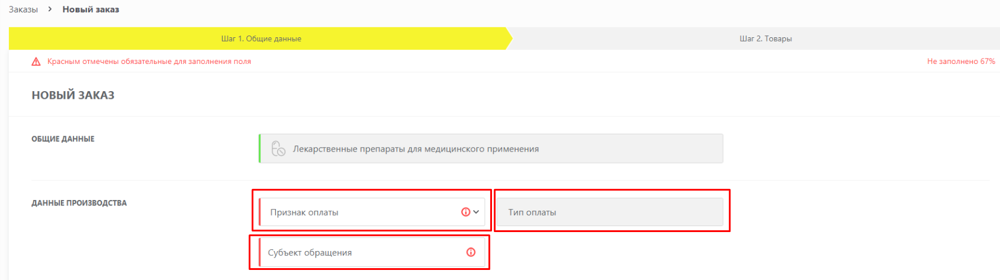 Заказы > Новый заказ
Шаг 1. Общие данные
Шаг 2. Товары
Красным отмечены обязательные для заполнения поля
Не заполнено 67%
НОВЫЙ ЗАКАЗ
ОБЩИЕ ДАННЫЕ
Лекарственные препараты для медицинского применения
ДАННЫЕ ПРОИЗВОДСТВА
Признак оплаты
Тип оплаты
Субъект обращения